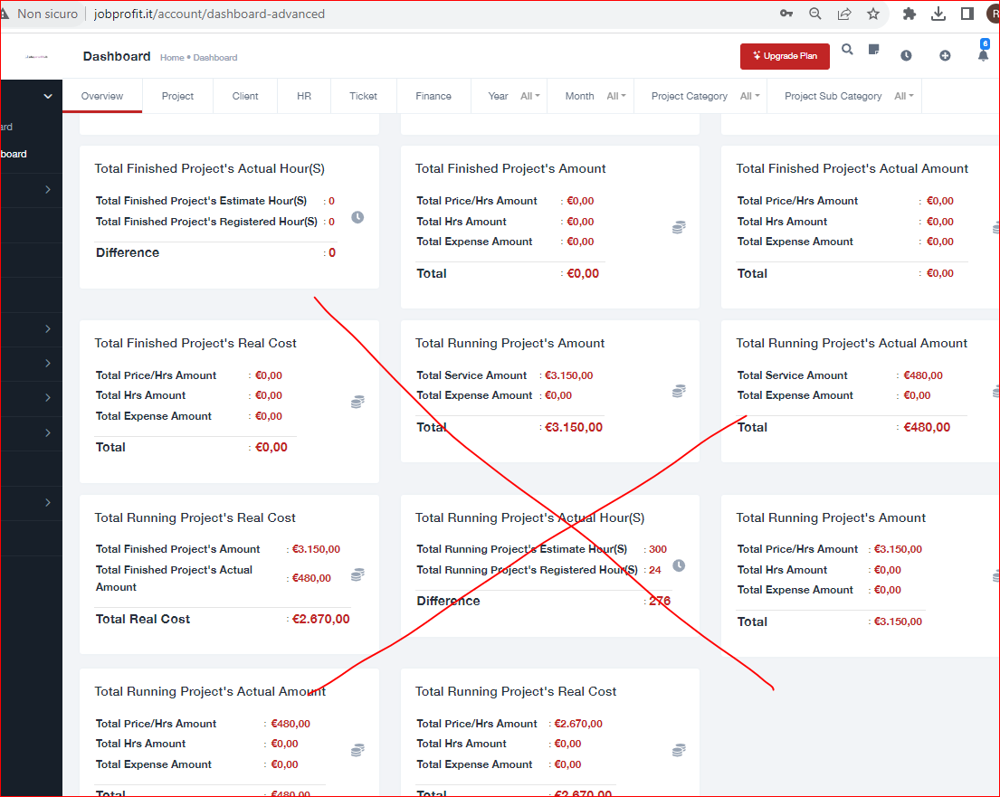 Non sicuro jobprofit.it/account/dashboard-advanced R
Dashboard Home • Dashboard Upgrade Plan 6
Overview Project Client HR Ticket Finance Year All Month All Project Category All Project Sub Category All
ard
board
Total Finished Project's Actual Hour(S)
Total Finished Project's Estimate Hour(S) : 0
Total Finished Project's Registered Hour(S) : 0
Difference : 0
Total Finished Project's Amount
Total Price/Hrs Amount : €0,00
Total Hrs Amount : €0,00
Total Expense Amount : €0,00
Total : €0,00
Total Finished Project's Actual Amount
Total Price/Hrs Amount : €0,00
Total Hrs Amount : €0,00
Total Expense Amount : €0,00
Total : €0,00
Total Finished Project's Real Cost
Total Price/Hrs Amount : €0,00
Total Hrs Amount : €0,00
Total Expense Amount : €0,00
Total : €0,00
Total Running Project's Amount
Total Service Amount : €3.150,00
Total Expense Amount : €0,00
Total : €3.150,00
Total Running Project's Actual Amount
Total Service Amount : €480,00
Total Expense Amount : €0,00
Total : €480,00
Total Running Project's Real Cost
Total Finished Project's Amount : €3.150,00
Total Finished Project's Actual
Amount : €480,00
Total Real Cost : €2.670,00
Total Running Project's Actual Hour(S)
Total Running Project's Estimate Hour(S) : 300
Total Running Project's Registered Hour(S) : 24
Difference : 276
Total Running Project's Amount
Total Price/Hrs Amount : €3.150,00
Total Hrs Amount : €0,00
Total Expense Amount : €0,00
Total : €3.150,00
Total Running Project's Actual Amount
Total Price/Hrs Amount : €480,00
Total Hrs Amount : €0,00
Total Expense Amount : €0,00
Total : €480,00
Total Running Project's Real Cost
Total Price/Hrs Amount : €2.670,00
Total Hrs Amount : €0,00
Total Expense Amount : €0,00
Total : €2.670,00